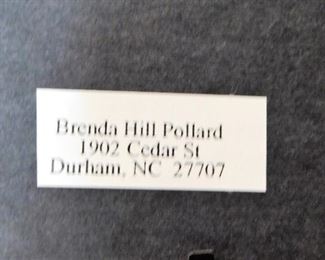 Brenda Hill Pollard
1902 Cedar St
Durham, NC 27707